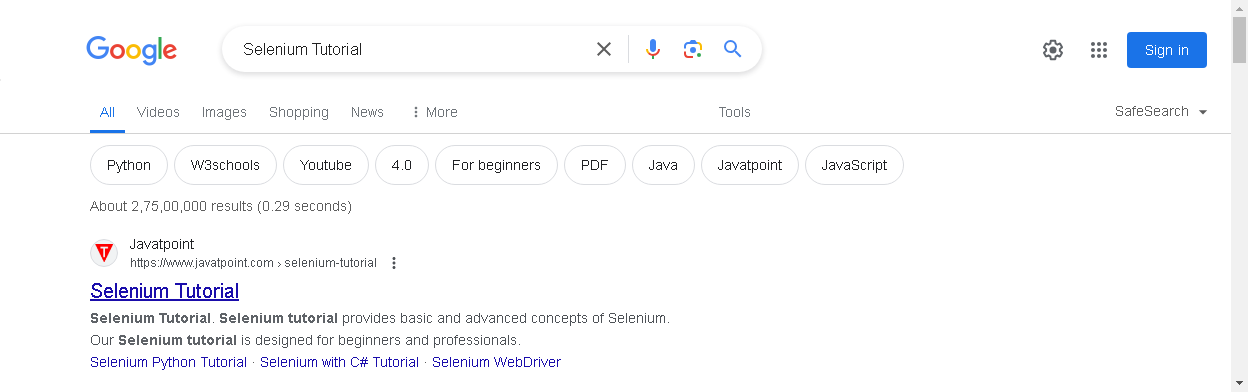 Google Selenium Tutorial Sign in
All Videos Images Shopping News More Tools SafeSearch
Python W3schools Youtube 4.0 For beginners PDF Java Javatpoint JavaScript
About 2,75,00,000 results (0.29 seconds)
T
Javatpoint
https://www.javatpoint.com › selenium-tutorial
Selenium Tutorial
Selenium Tutorial. Selenium tutorial provides basic and advanced concepts of Selenium.
Our Selenium tutorial is designed for beginners and professionals.
Selenium Python Tutorial · Selenium with C# Tutorial · Selenium WebDriver